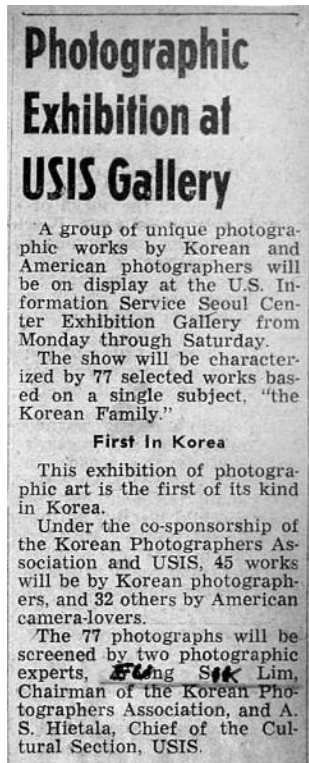 Photographic
Exhibition at
USIS Gallery
A group of unique photogra-
phic works by Korean and
American photographers will
be on display at the U.S. In-
formation Service Seoul Cen-
ter Exhibition Gallery from
Monday through Saturday.
The show will be character-
ized by 77 selected works bas-
ed on a single subject, "the
Korean Family."
First In Korea
This exhibition of photogra-
phic art is the first of its kind
in Korea.
Under the co-sponsorship of
the Korean Photographers As-
sociation and USIS, 45 works
will be by Korean photograph-
ers, and 32 others by American
camera-lovers.
The 77 photographs will be
screened by two photographic
experts, Lim,
Chairman of the Korean Pho-
tographers Association, and A.
S. Hietala, Chief of the Cul-
tural Section, USIS.